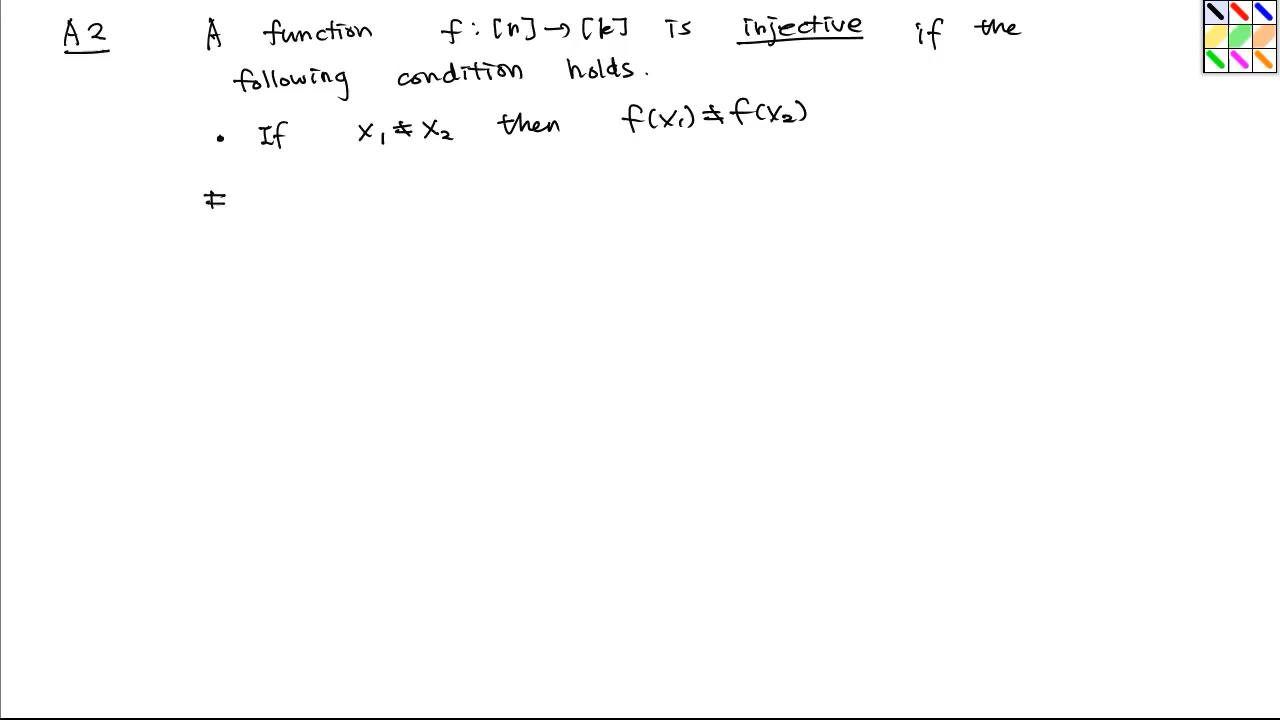 A2 A function f : [n] → [k] is injective if the
following condition holds.
• If x₁ ≠ x₂ then f(x₁) ≠ f(x₂)
#